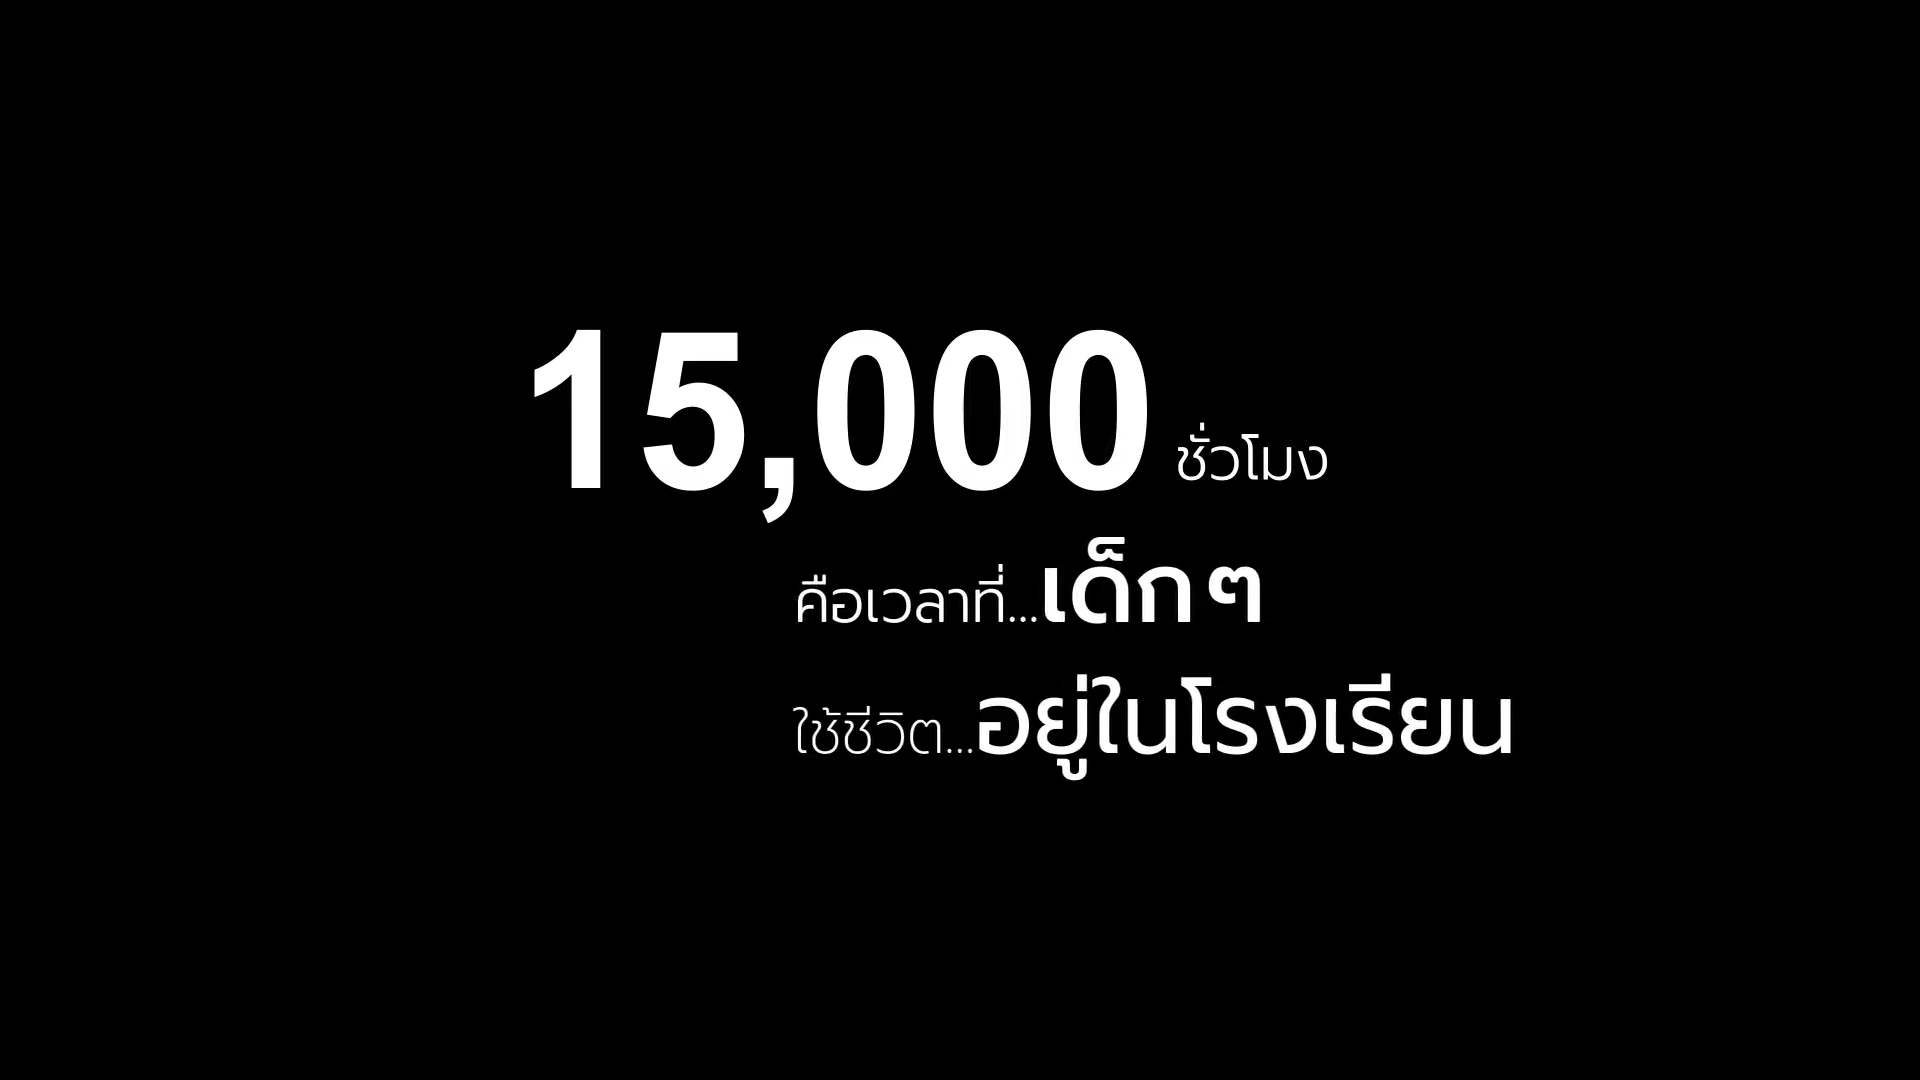 15,000 ชั่วโมง
คือเวลาที่...เด็กๆ
ใช้ชีวิต...อยู่ในโรงเรียน